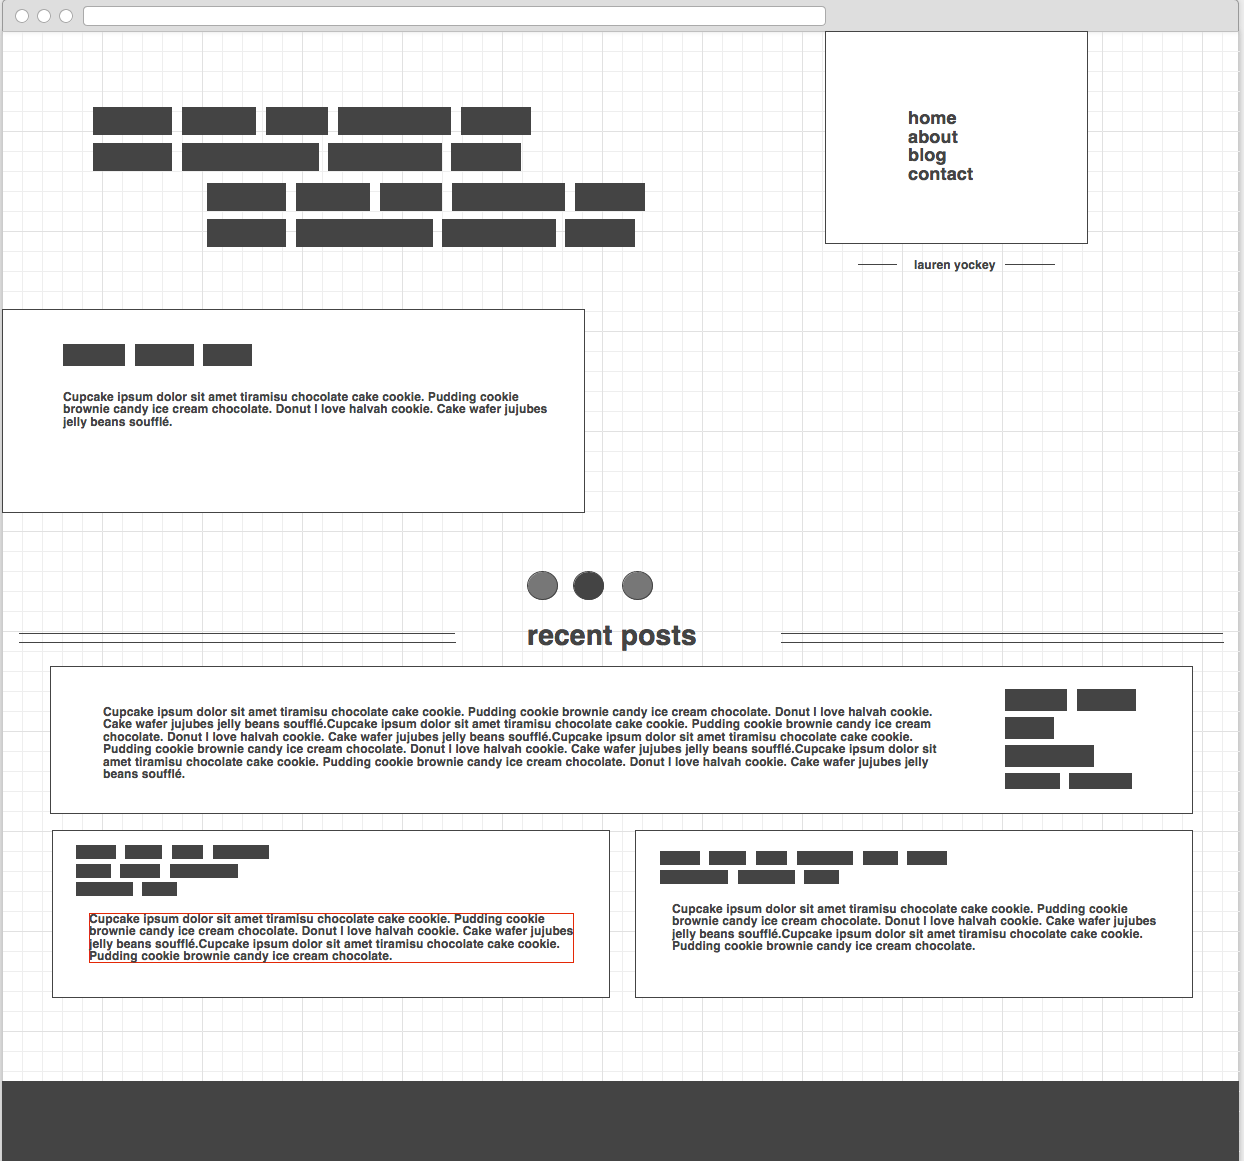 home
about
blog
contact
lauren yockey
Cupcake ipsum dolor sit amet tiramisu chocolate cake cookie. Pudding cookie
brownie candy ice cream chocolate. Donut I love halvah cookie. Cake wafer jujubes
jelly beans soufflé.
recent posts
Cupcake ipsum dolor sit amet tiramisu chocolate cake cookie. Pudding cookie brownie candy ice cream chocolate. Donut I love halvah cookie.
Cake wafer jujubes jelly beans soufflé.Cupcake ipsum dolor sit amet tiramisu chocolate cake cookie. Pudding cookie brownie candy ice cream
chocolate. Donut I love halvah cookie. Cake wafer jujubes jelly beans soufflé.Cupcake ipsum dolor sit amet tiramisu chocolate cake cookie.
Pudding cookie brownie candy ice cream chocolate. Donut I love halvah cookie. Cake wafer jujubes jelly beans soufflé.Cupcake ipsum dolor sit
amet tiramisu chocolate cake cookie. Pudding cookie brownie candy ice cream chocolate. Donut I love halvah cookie. Cake wafer jujubes jelly
beans soufflé.
Cupcake ipsum dolor sit amet tiramisu chocolate cake cookie. Pudding cookie
brownie candy ice cream chocolate. Donut I love halvah cookie. Cake wafer jujubes
jelly beans soufflé.Cupcake ipsum dolor sit amet tiramisu chocolate cake cookie.
Pudding cookie brownie candy ice cream chocolate.
Cupcake ipsum dolor sit amet tiramisu chocolate cake cookie. Pudding cookie
brownie candy ice cream chocolate. Donut I love halvah cookie. Cake wafer jujubes
jelly beans soufflé.Cupcake ipsum dolor sit amet tiramisu chocolate cake cookie.
Pudding cookie brownie candy ice cream chocolate.